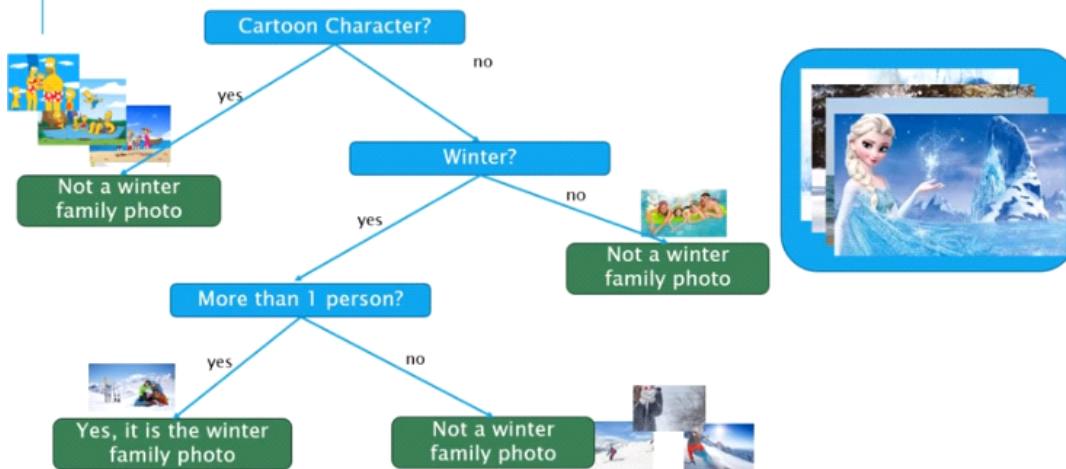 Cartoon Character?
no
yes
Winter?
Not a winter
family photo
no
yes
Not a winter
family photo
More than 1 person?
yes
no
Yes, it is the winter
family photo
Not a winter
family photo